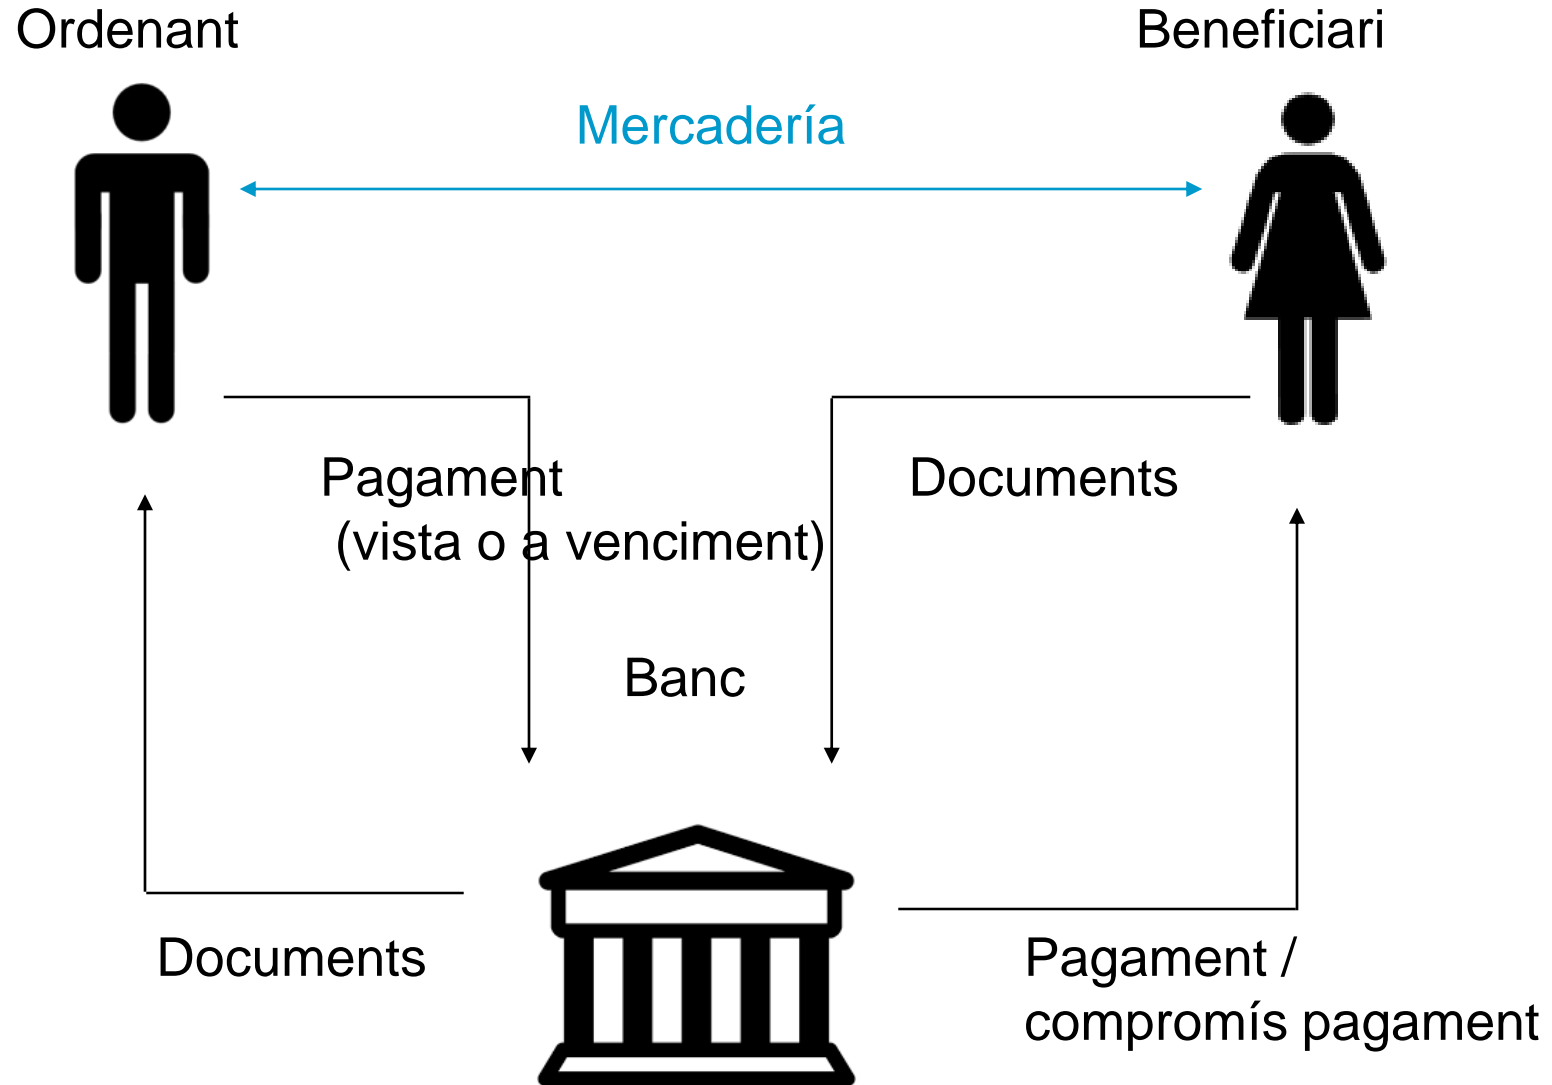 Ordenant
Beneficiari
Mercadería
Pagament
(vista o a venciment)
Documents
Banc
Documents
Pagament /
compromís pagament